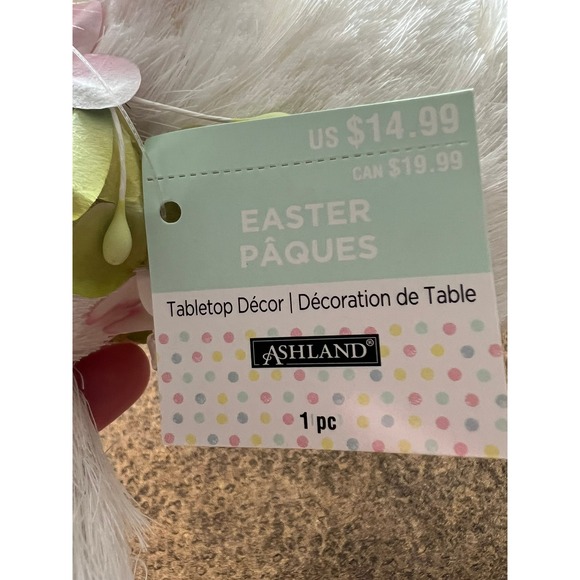 US $14.99
CAN $19.99
EASTER
PÂQUES
Tabletop Décor | Décoration de Table
ASHLAND®
1 pc